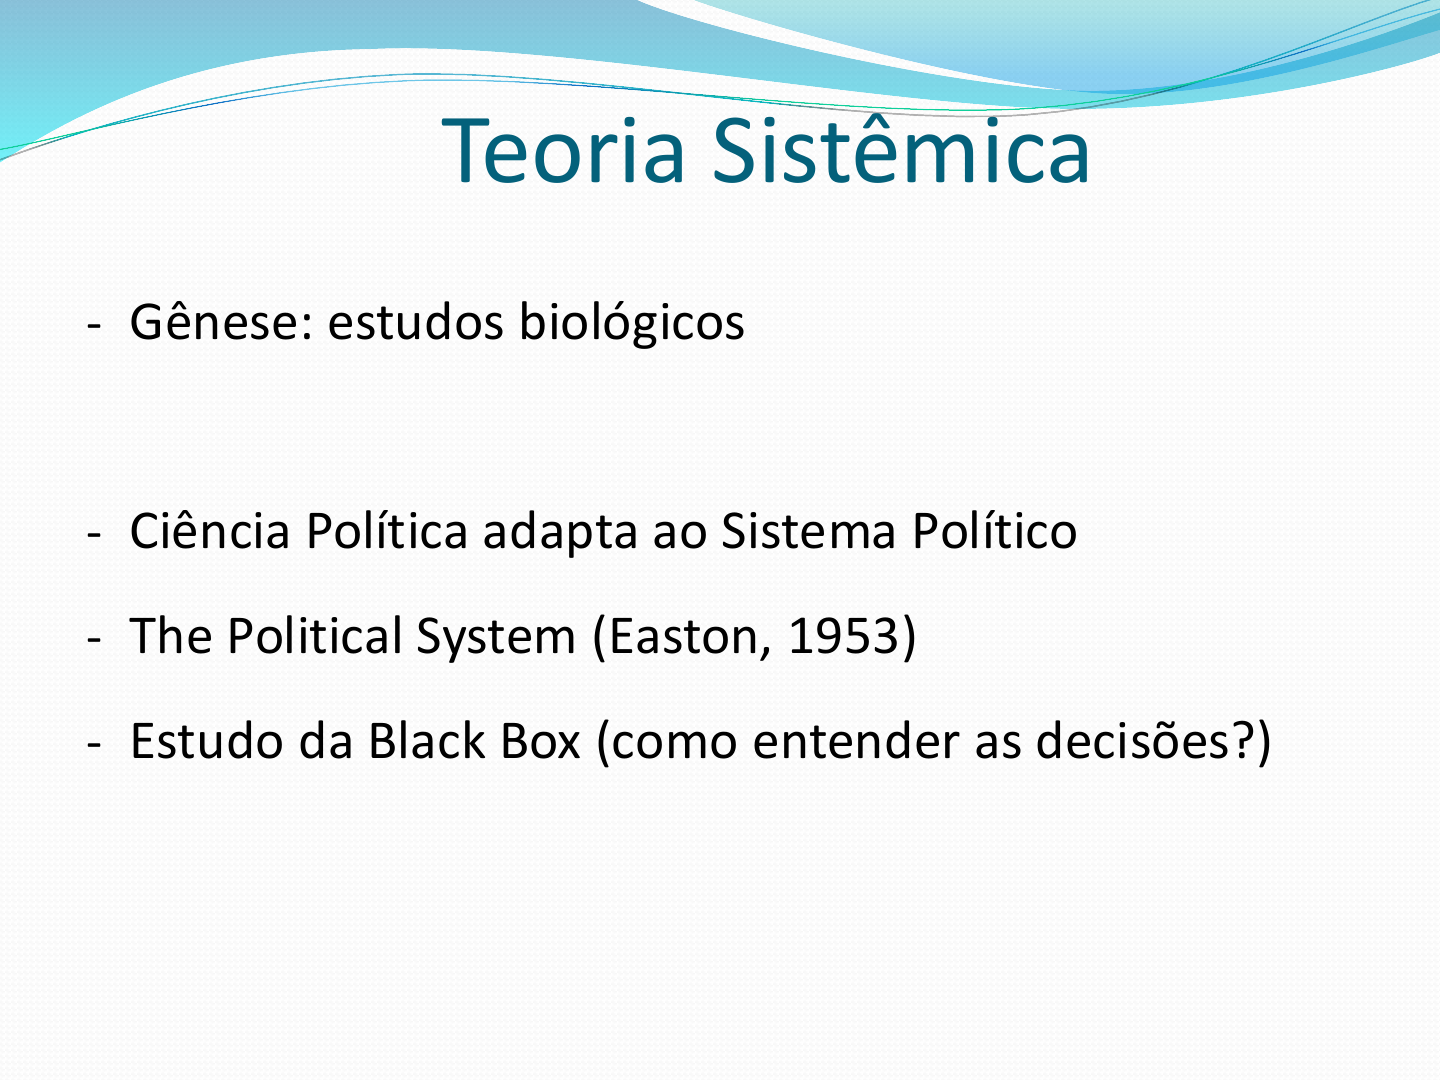 Teoria Sistêmica
- Gênese: estudos biológicos
- Ciência Política adapta ao Sistema Político
- The Political System (Easton, 1953)
- Estudo da Black Box (como entender as decisões?)